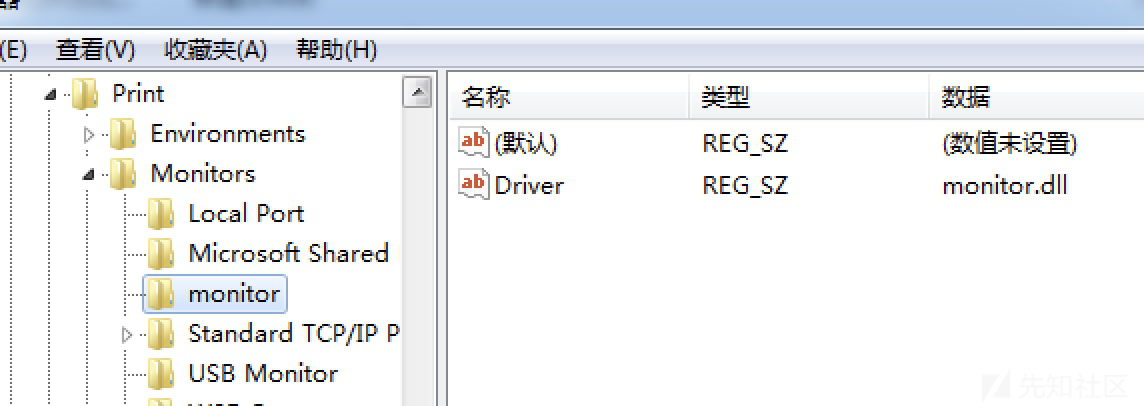 (E) 查看(V) 收藏夹(A) 帮助(H)
Print
Environments
Monitors
Local Port
Microsoft Shared
monitor
Standard TCP/IP P
USB Monitor
名称 类型 数据
ab (默认) REG_SZ (数值未设置)
ab Driver REG_SZ monitor.dll
先知社区